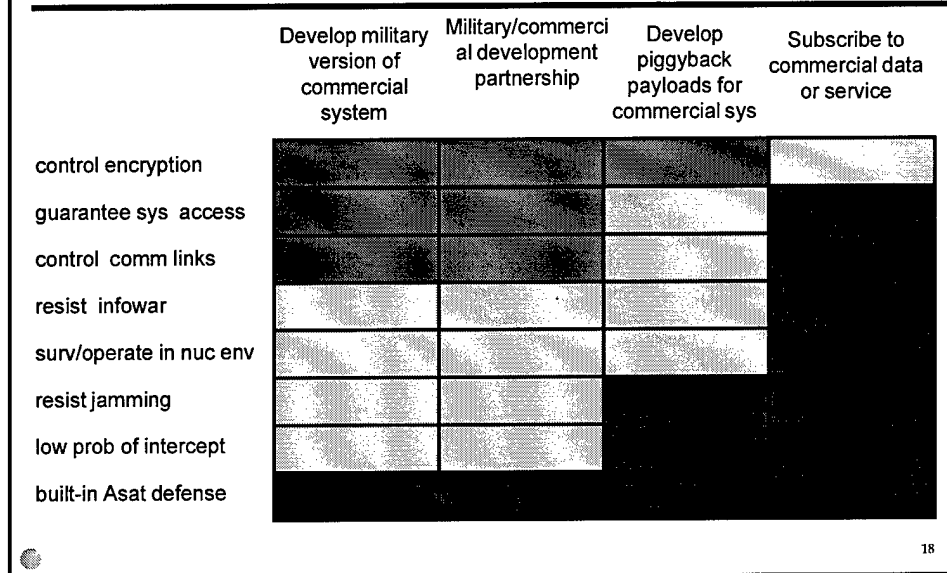 Develop military
version of
commercial
system
Military/commerci
al development
partnership
Develop
piggyback
payloads for
commercial sys
Subscribe to
commercial data
or service
control encryption
guarantee sys access
control comm links
resist infowar
surv/operate in nuc env
resist jamming
low prob of intercept
built-in Asat defense
18